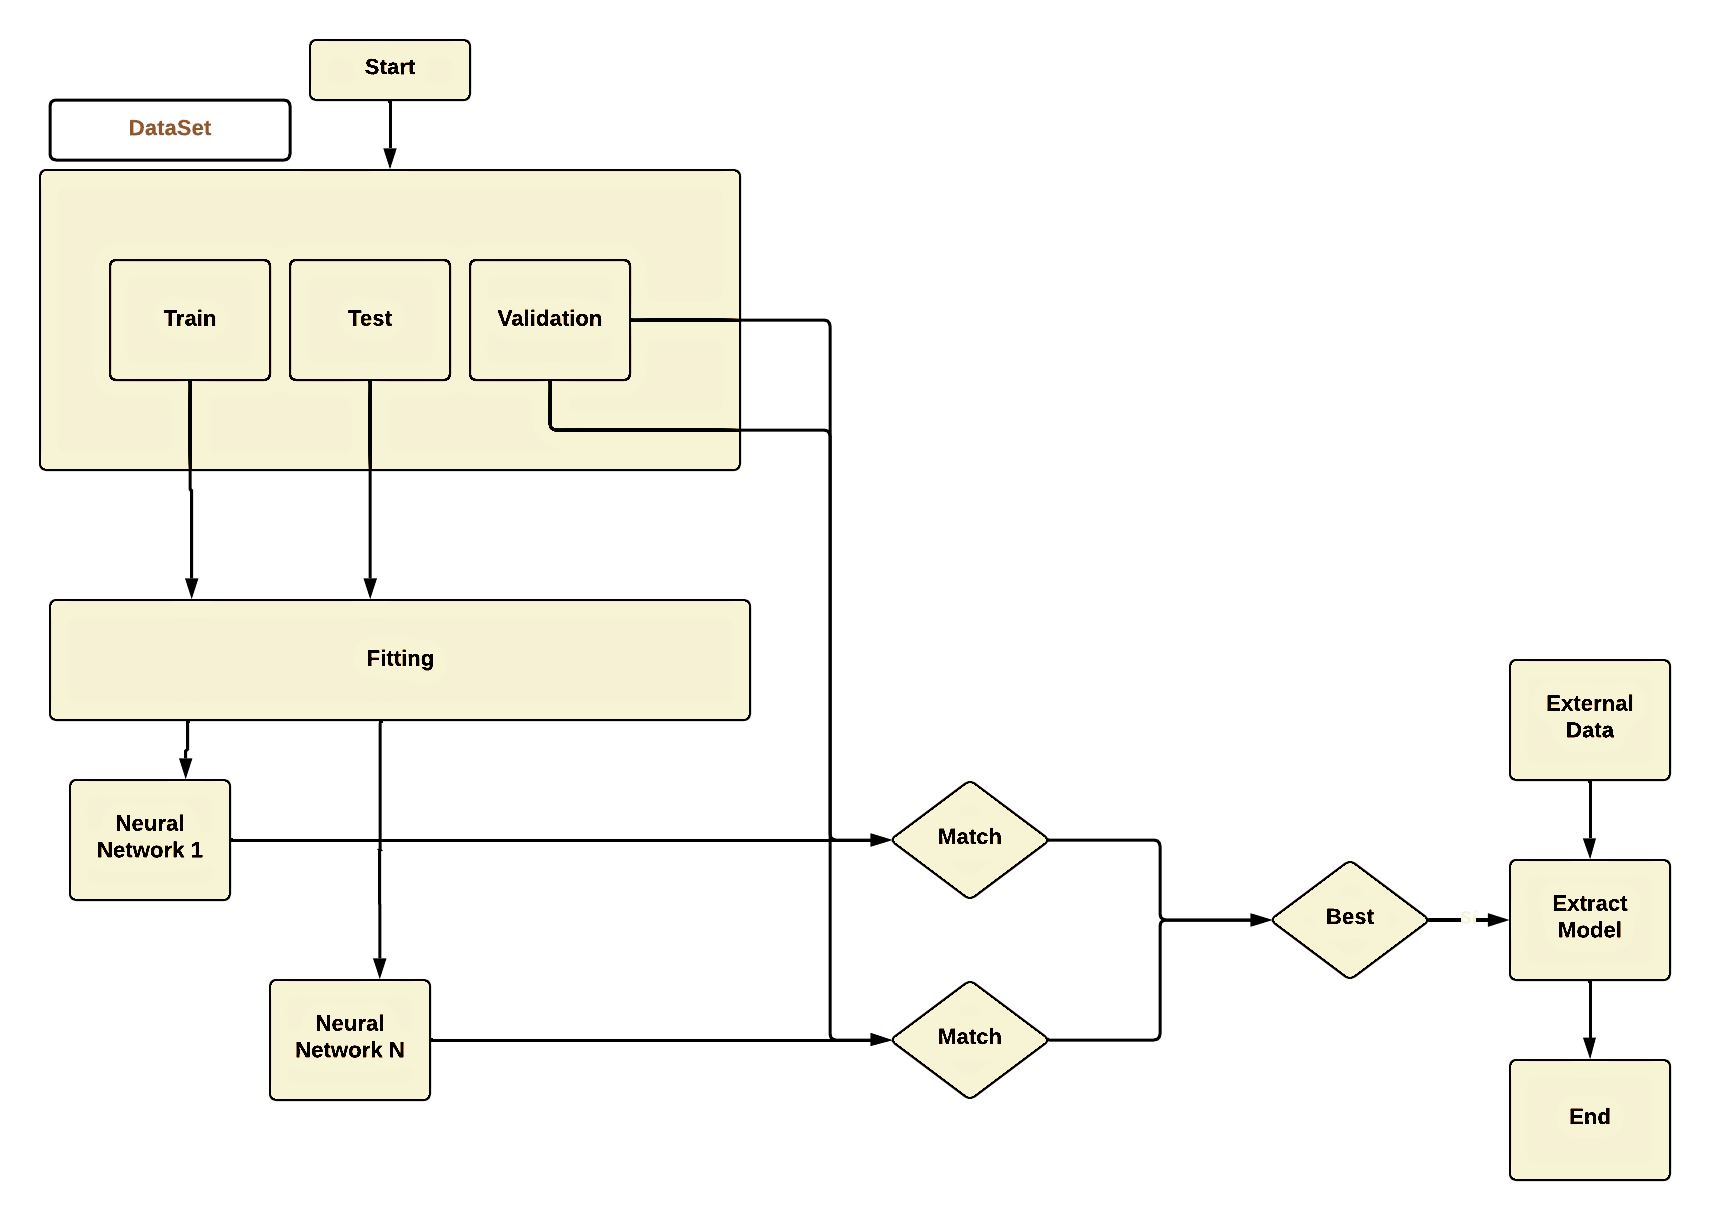 Start
DataSet
Train
Test
Validation
Fitting
Neural
Network 1
Neural
Network N
Match
Match
Best
External
Data
Extract
Model
End